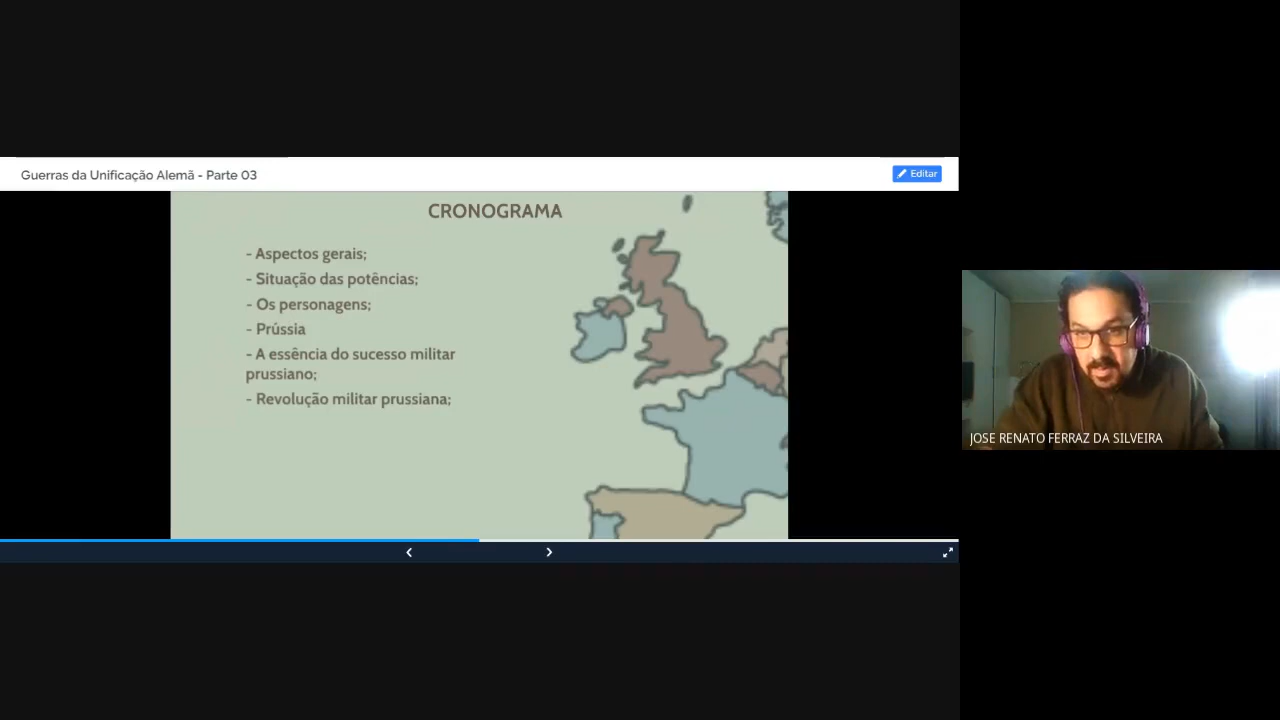 Guerras da Unificação Alemã - Parte 03
Editar
CRONOGRAMA
- Aspectos gerais;
- Situação das potências;
- Os personagens;
- Prússia
- A essência do sucesso militar
prussiano;
- Revolução militar prussiana;
JOSE RENATO FERRAZ DA SILVEIRA